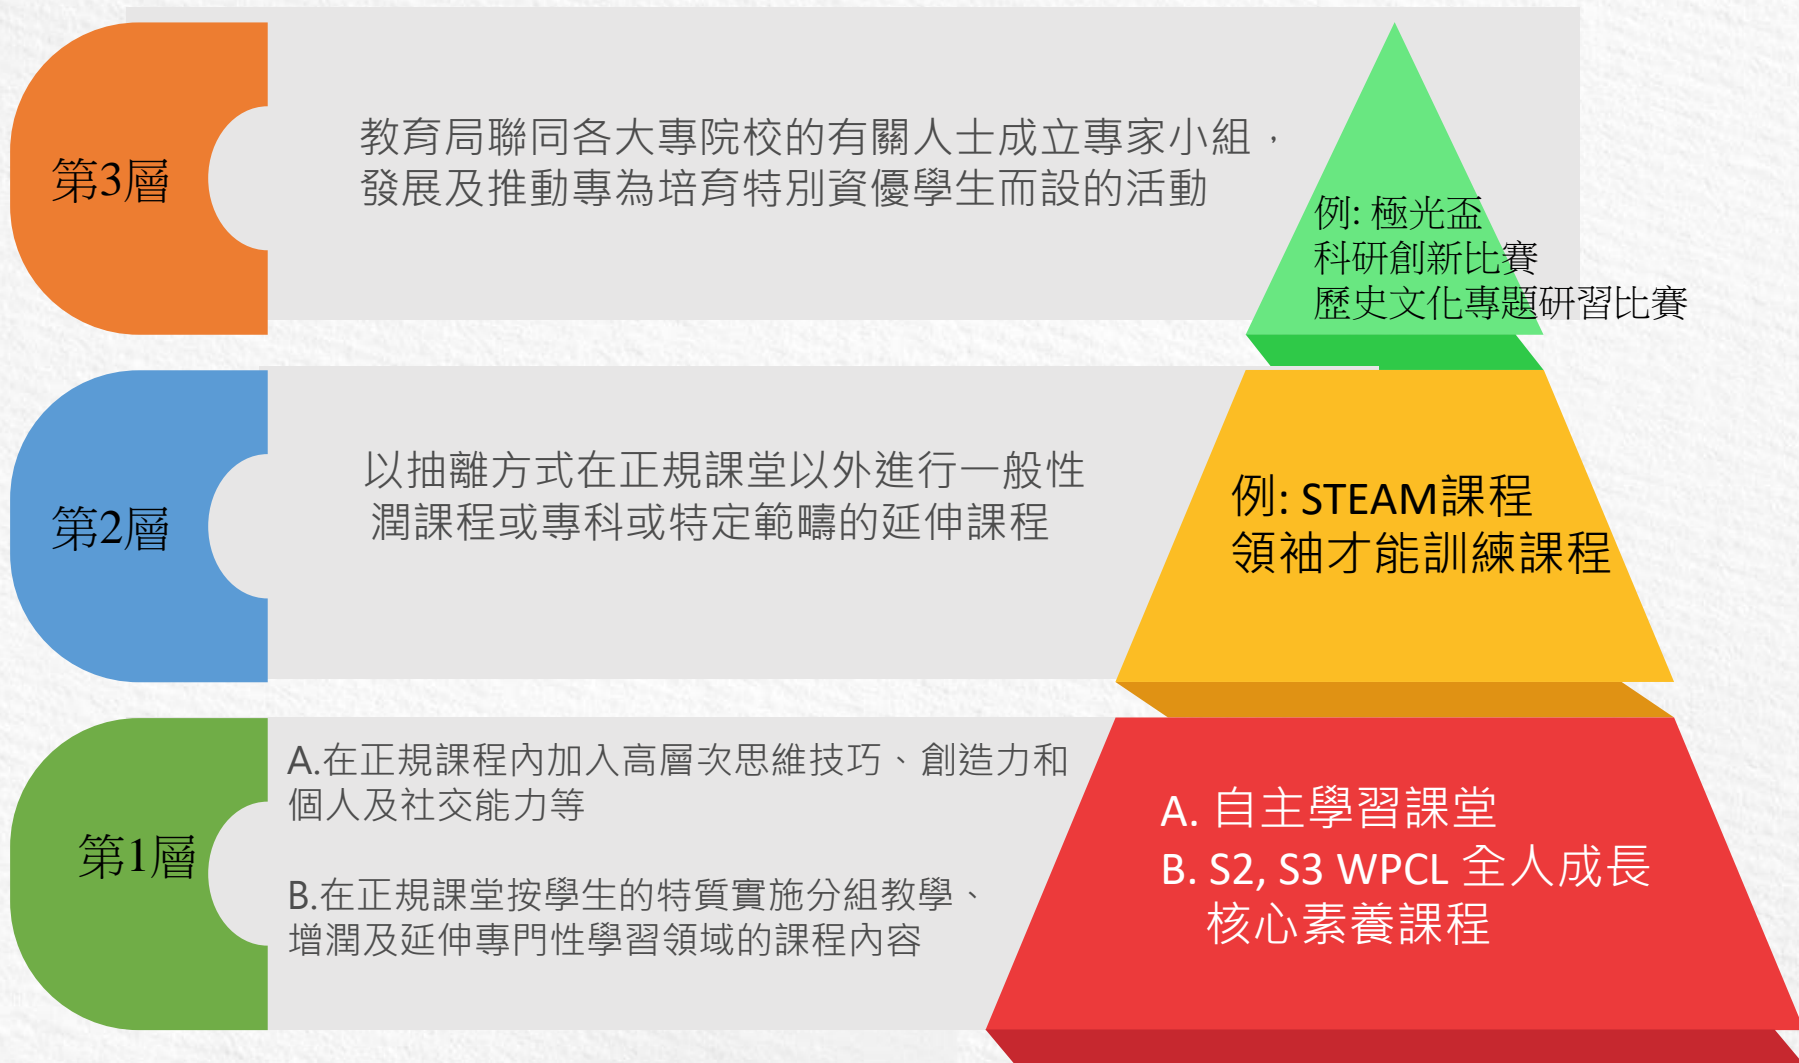 第3層
教育局聯同各大專院校的有關人士成立專家小組，
發展及推動專為培育特別資優學生而設的活動
例: 極光盃
科研創新比賽
歷史文化專題研習比賽
第2層
以抽離方式在正規課堂以外進行一般性
潤課程或專科或特定範疇的延伸課程
例: STEAM課程
領袖才能訓練課程
第1層
A.在正規課程內加入高層次思維技巧、創造力和
個人及社交能力等
B.在正規課堂按學生的特質實施分組教學、
增潤及延伸專門性學習領域的課程內容
A. 自主學習課堂
B. S2, S3 WPCL 全人成長
核心素養課程